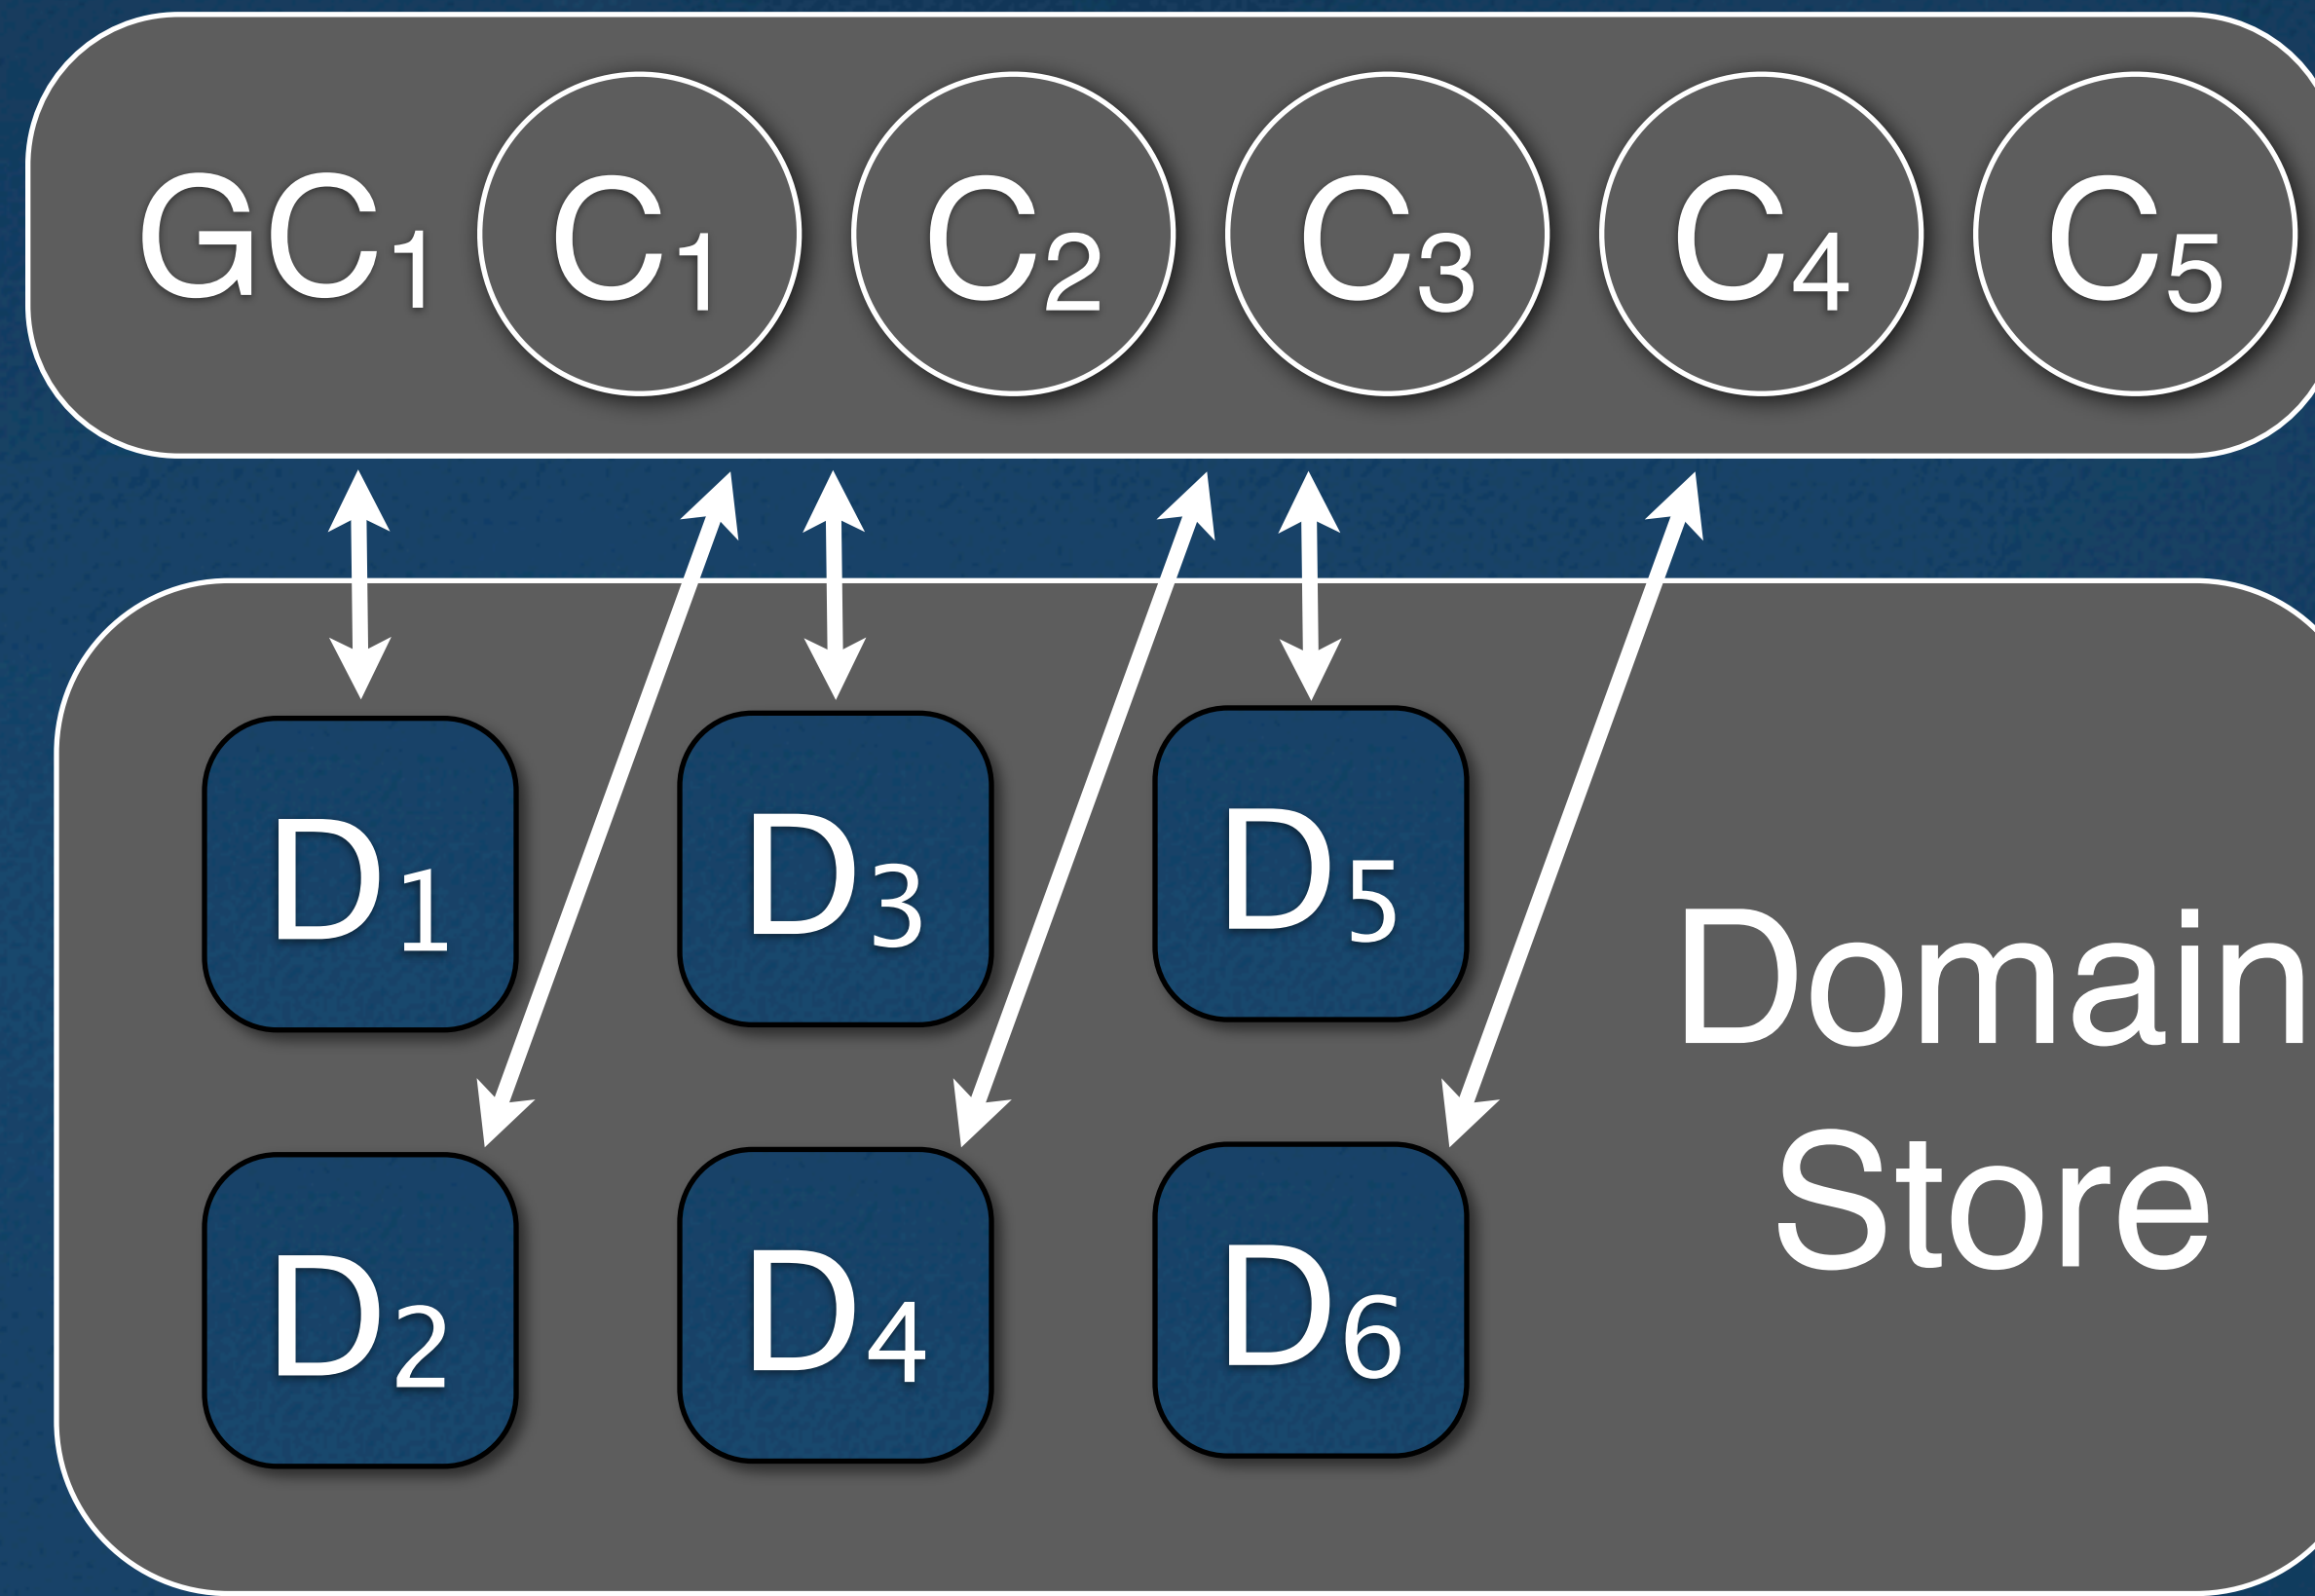 GC₁ C₁ C₂ C₃ C₄ C₅
D₁ D₃ D₅
Domain
Store
D₂ D₄ D₆